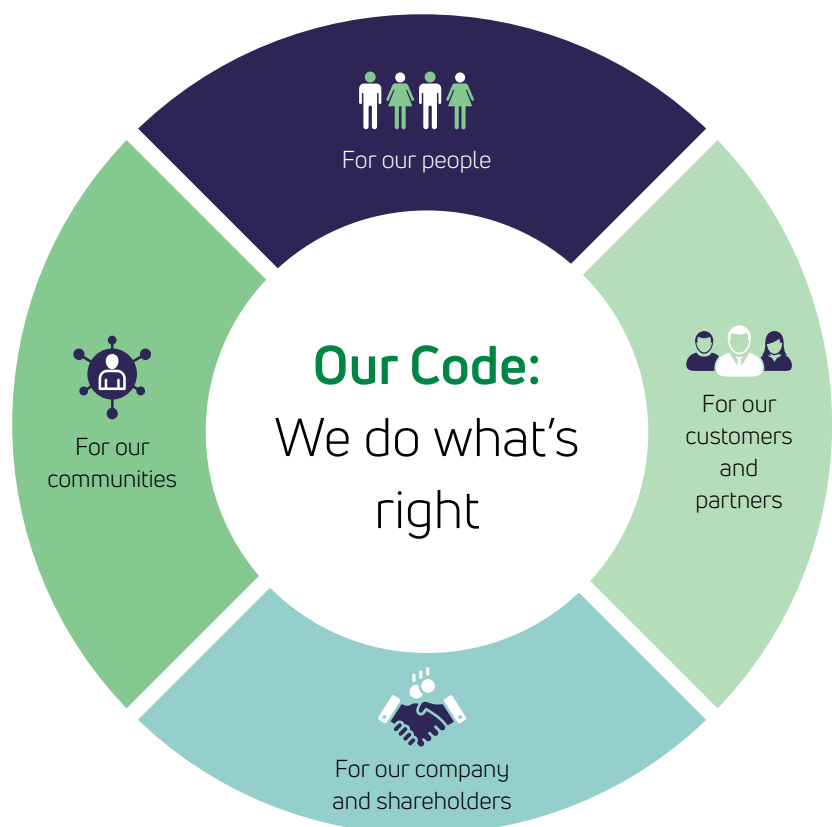 For our people
Our Code:
We do what's
right
For our
customers
and
partners
For our
communities
For our company
and shareholders